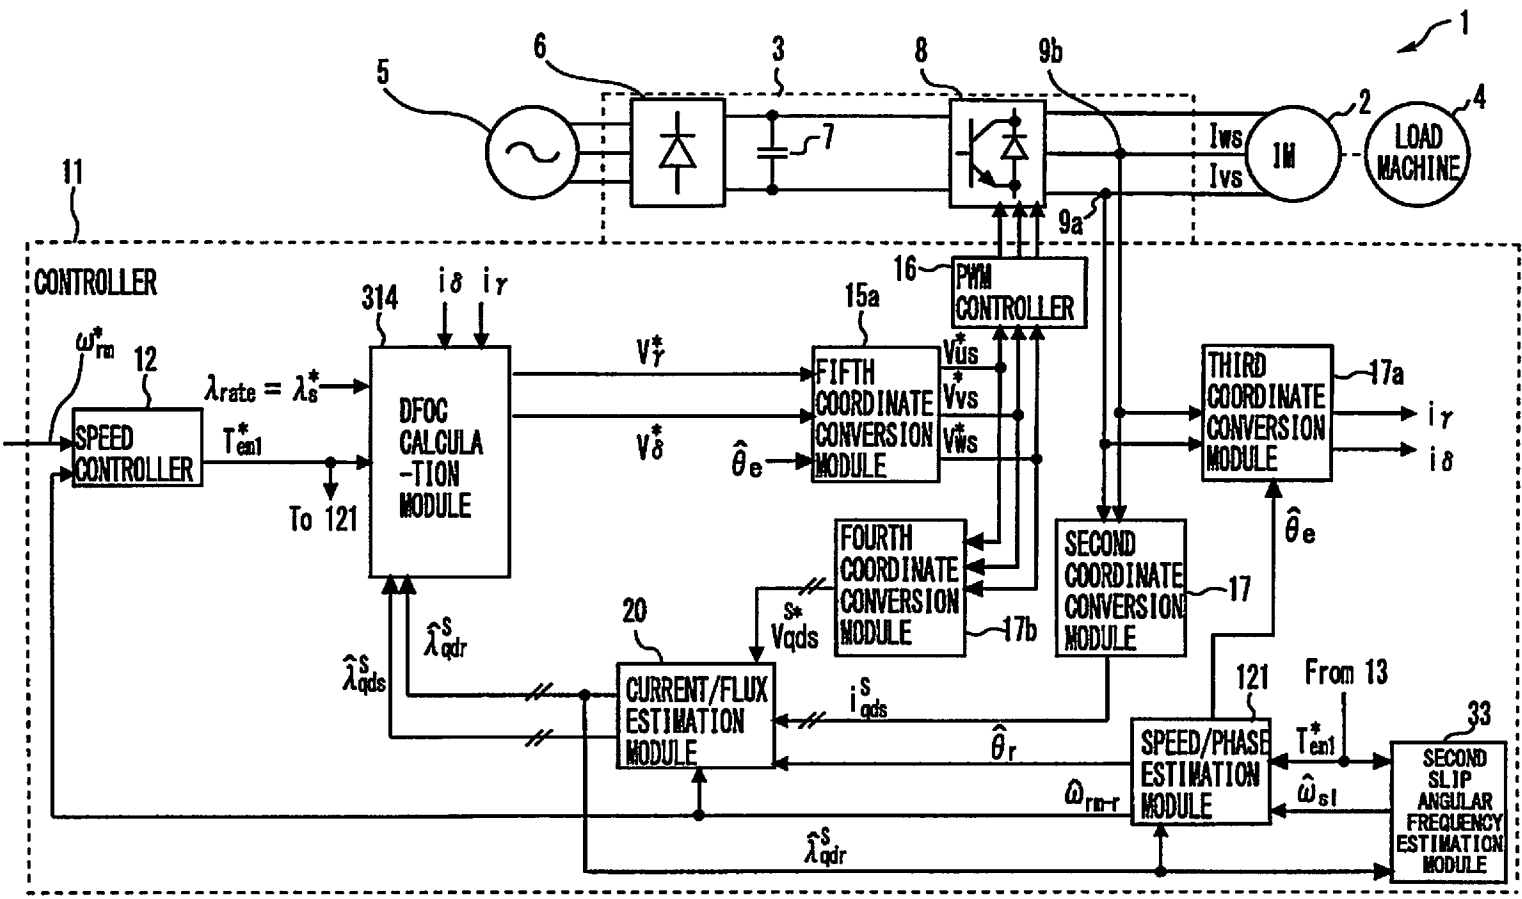 1
6
3
8
9b
5
2
4
7
Iws
IM
LOAD
MACHINE
Ivs
9a
11
CONTROLLER
16
PWM
CONTROLLER
314
iδ
iγ
15a
ω*rm
12
λrate = λ*s
T*em1
SPEED
CONTROLLER
To 121
DFOC
CALCULA
-TION
MODULE
V*γ
V*δ
θ̂e
FIFTH
COORDINATE
CONVERSION
MODULE
V*us
V*vs
V*ws
THIRD
COORDINATE
CONVERSION
MODULE
17a
iγ
iδ
θ̂e
FOURTH
COORDINATE
CONVERSION
MODULE
17b
SECOND
COORDINATE
CONVERSION
MODULE
17
Vs*qds
λ̂sqdr
λ̂sqds
20
CURRENT/FLUX
ESTIMATION
MODULE
isqds
θ̂r
ω̂rm-r
λ̂sqdr
121
SPEED/PHASE
ESTIMATION
MODULE
From 13
T*em1
ω̂sl
33
SECOND
SLIP
ANGULAR
FREQUENCY
ESTIMATION
MODULE